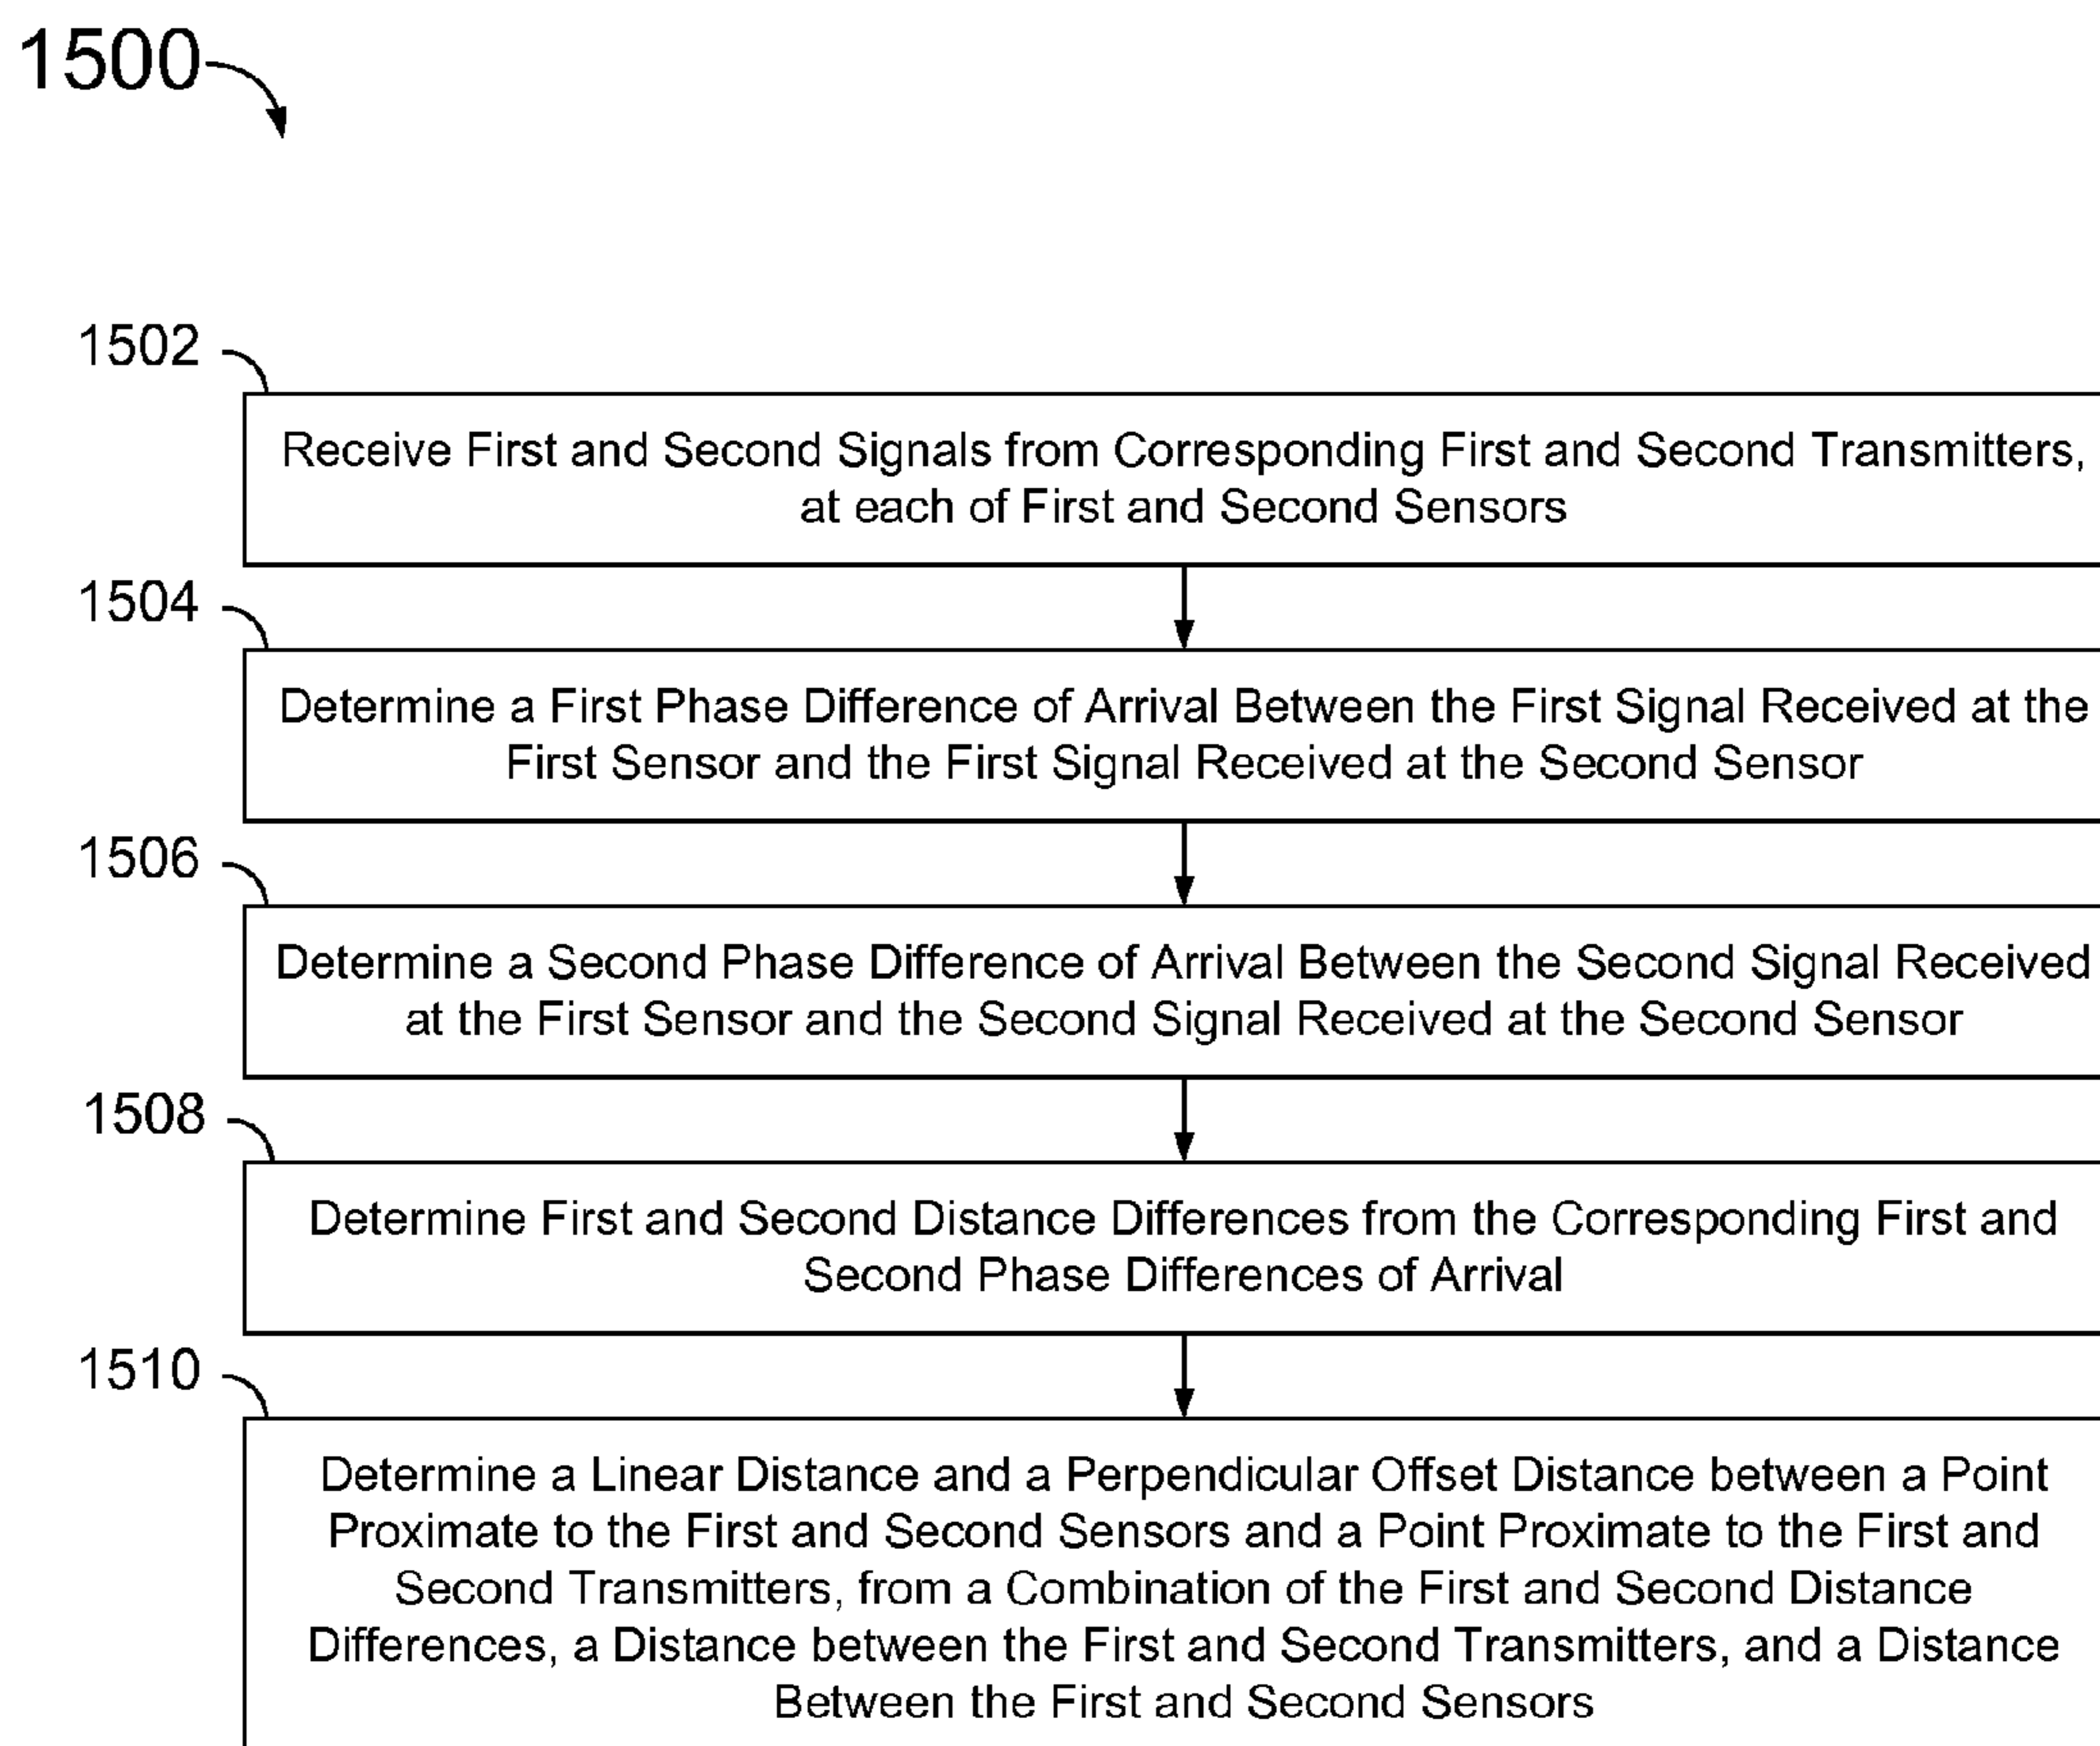 1500
1502
Receive First and Second Signals from Corresponding First and Second Transmitters,
at each of First and Second Sensors
1504
Determine a First Phase Difference of Arrival Between the First Signal Received at the
First Sensor and the First Signal Received at the Second Sensor
1506
Determine a Second Phase Difference of Arrival Between the Second Signal Received
at the First Sensor and the Second Signal Received at the Second Sensor
1508
Determine First and Second Distance Differences from the Corresponding First and
Second Phase Differences of Arrival
1510
Determine a Linear Distance and a Perpendicular Offset Distance between a Point
Proximate to the First and Second Sensors and a Point Proximate to the First and
Second Transmitters, from a Combination of the First and Second Distance
Differences, a Distance between the First and Second Transmitters, and a Distance
Between the First and Second Sensors